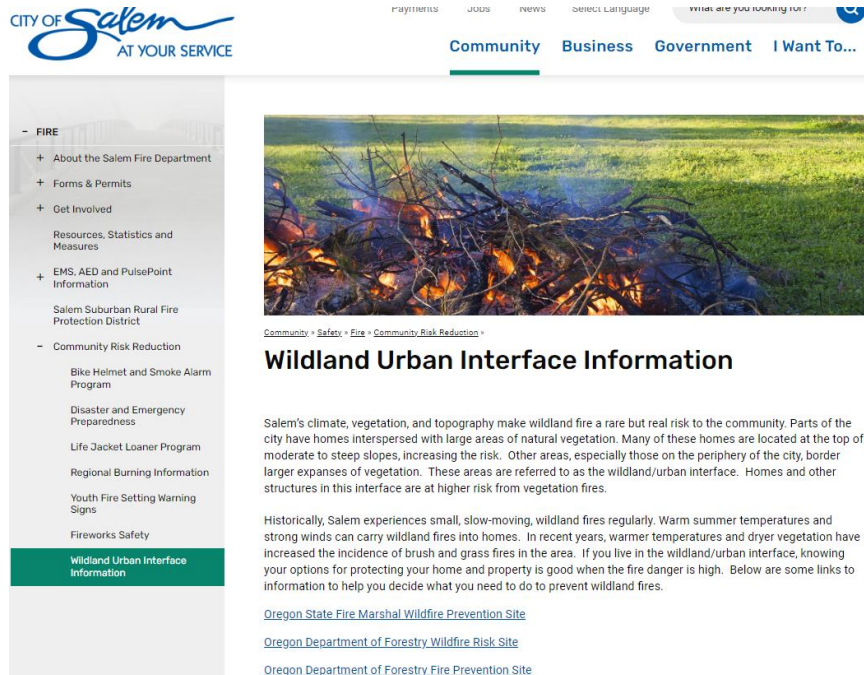 CITY OF Salem
AT YOUR SERVICE
Payments Jobs News Select Language What are you looking for?
Community Business Government I Want To...
− FIRE
+ About the Salem Fire Department
+ Forms & Permits
+ Get Involved
Resources, Statistics and
Measures
+ EMS, AED and PulsePoint
Information
Salem Suburban Rural Fire
Protection District
− Community Risk Reduction
Bike Helmet and Smoke Alarm
Program
Disaster and Emergency
Preparedness
Life Jacket Loaner Program
Regional Burning Information
Youth Fire Setting Warning
Signs
Fireworks Safety
Wildland Urban Interface
Information
Community » Safety » Fire » Community Risk Reduction »
Wildland Urban Interface Information
Salem's climate, vegetation, and topography make wildland fire a rare but real risk to the community. Parts of the
city have homes interspersed with large areas of natural vegetation. Many of these homes are located at the top of
moderate to steep slopes, increasing the risk. Other areas, especially those on the periphery of the city, border
larger expanses of vegetation. These areas are referred to as the wildland/urban interface. Homes and other
structures in this interface are at higher risk from vegetation fires.
Historically, Salem experiences small, slow-moving, wildland fires regularly. Warm summer temperatures and
strong winds can carry wildland fires into homes. In recent years, warmer temperatures and dryer vegetation have
increased the incidence of brush and grass fires in the area. If you live in the wildland/urban interface, knowing
your options for protecting your home and property is good when the fire danger is high. Below are some links to
information to help you decide what you need to do to prevent wildland fires.
Oregon State Fire Marshal Wildfire Prevention Site
Oregon Department of Forestry Wildfire Risk Site
Oregon Department of Forestry Fire Prevention Site